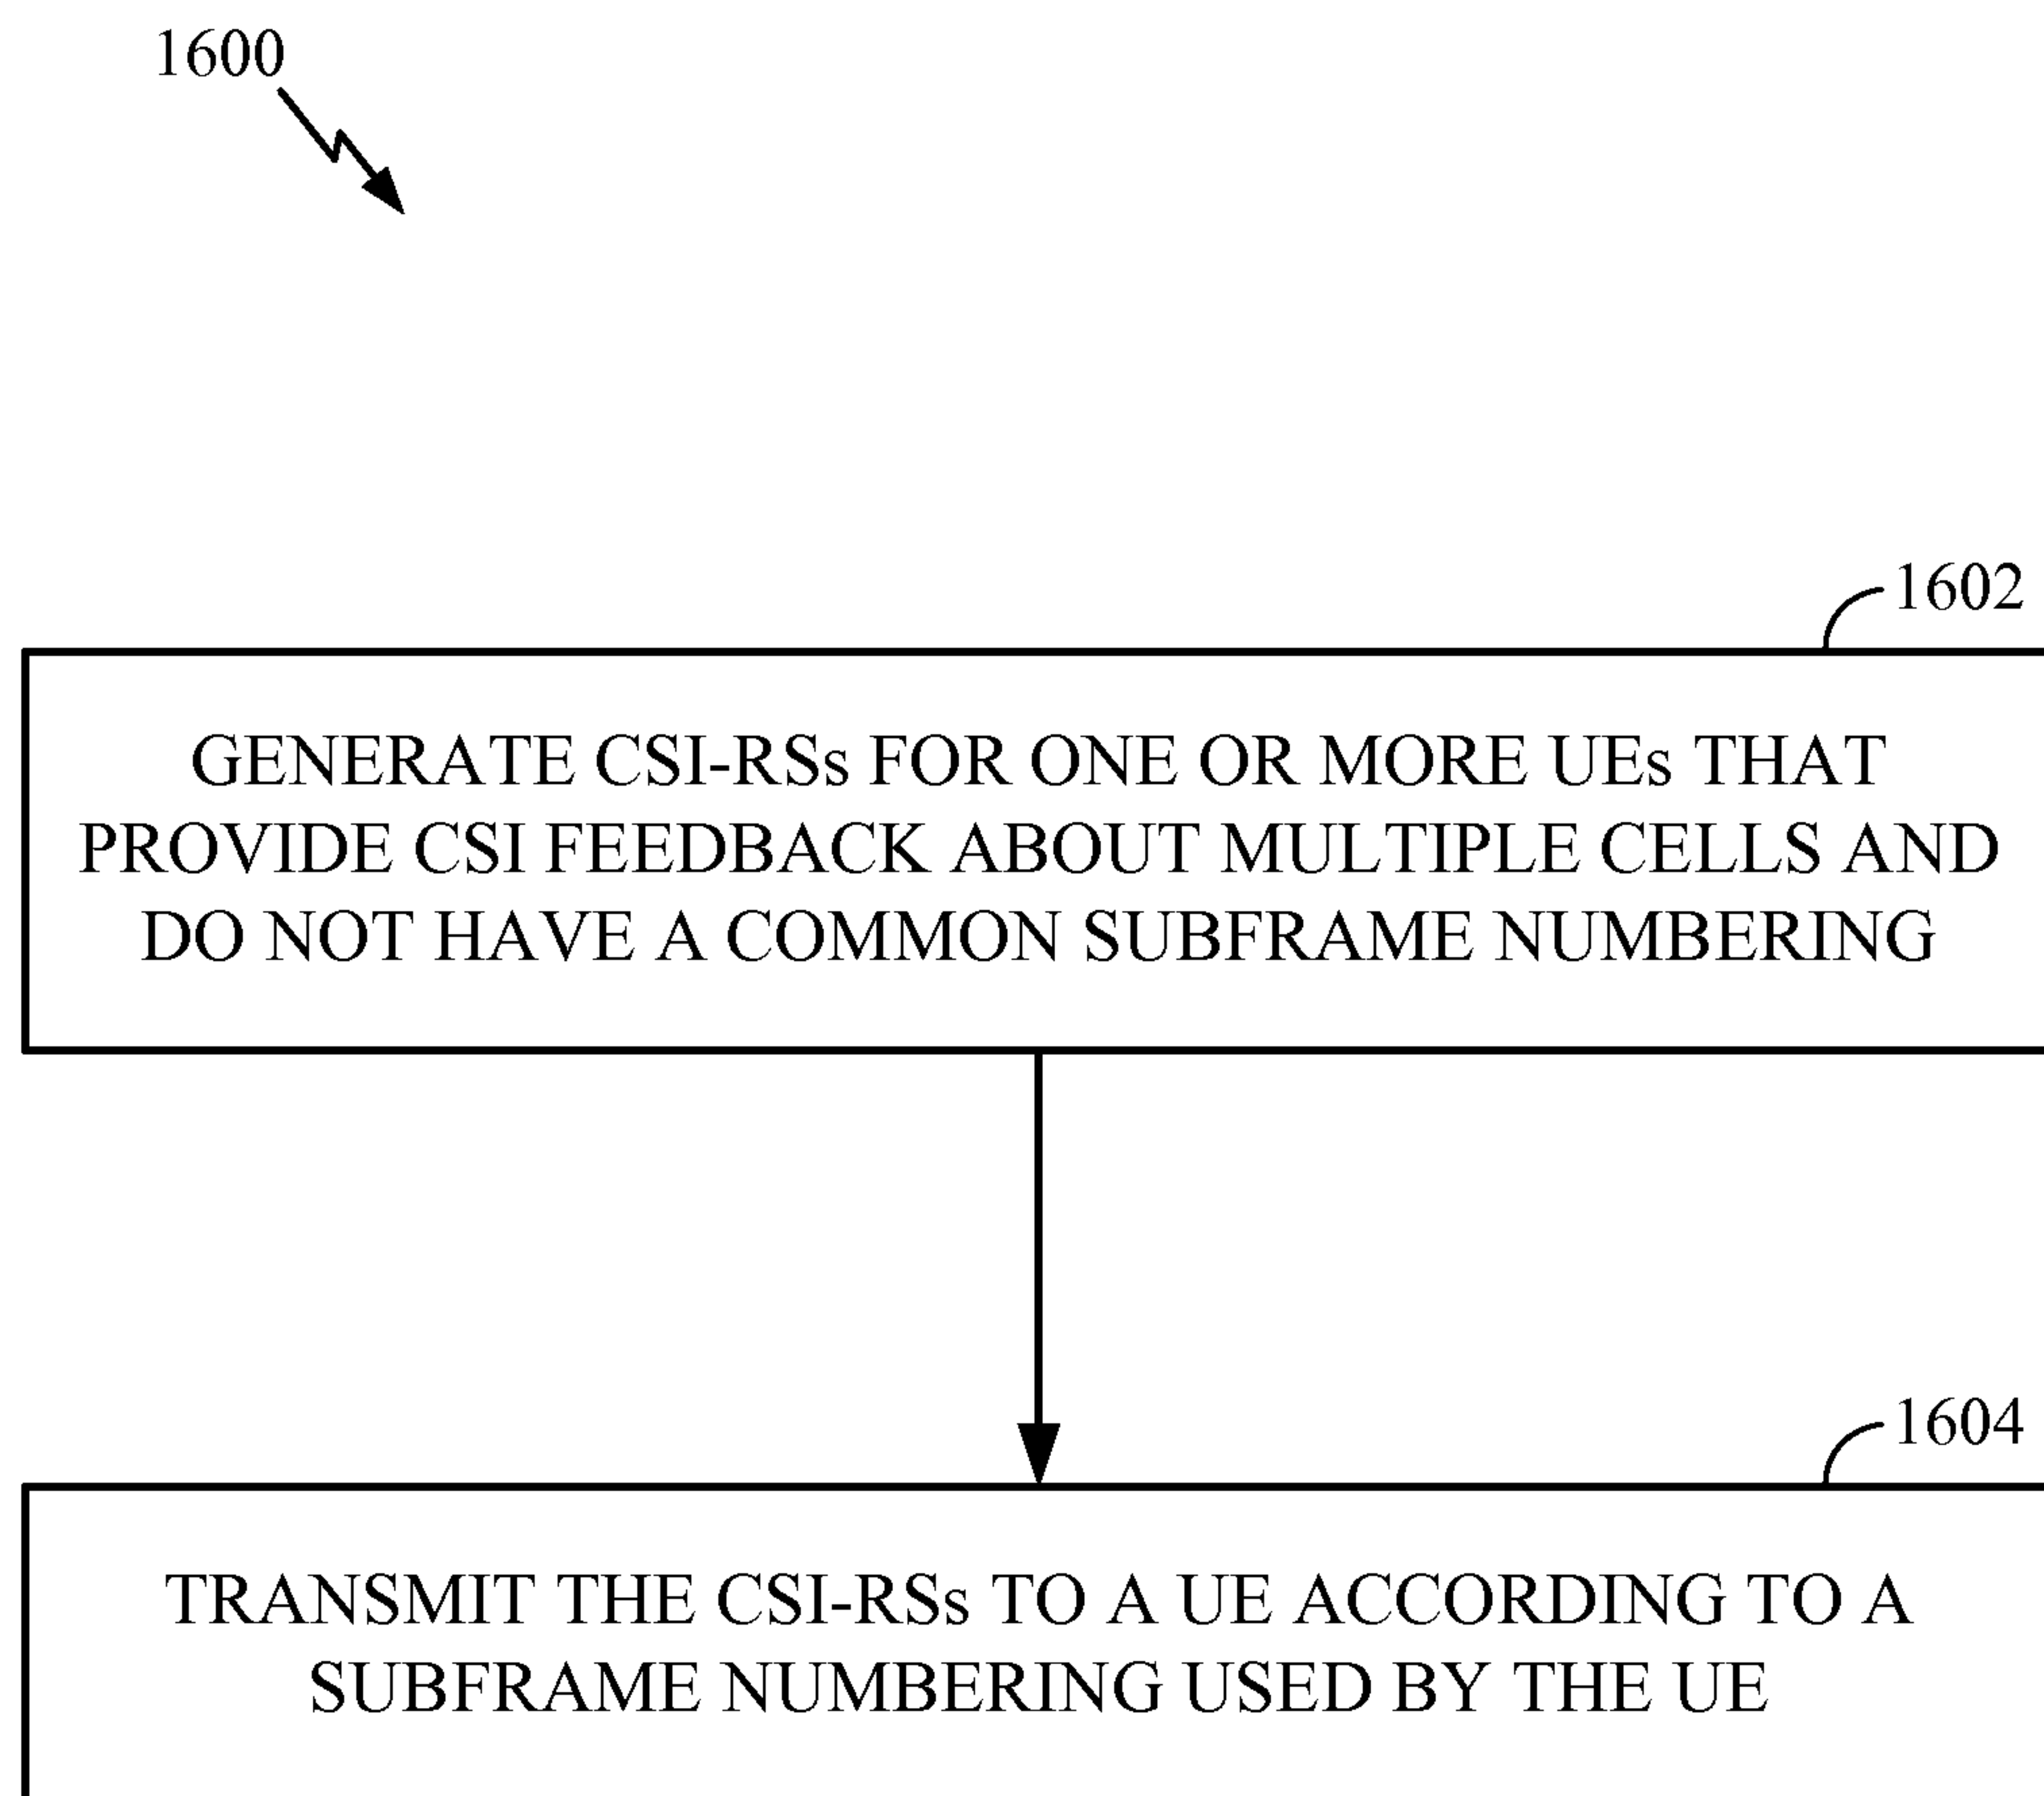 1600
1602
GENERATE CSI-RSs FOR ONE OR MORE UEs THAT
PROVIDE CSI FEEDBACK ABOUT MULTIPLE CELLS AND
DO NOT HAVE A COMMON SUBFRAME NUMBERING
1604
TRANSMIT THE CSI-RSs TO A UE ACCORDING TO A
SUBFRAME NUMBERING USED BY THE UE